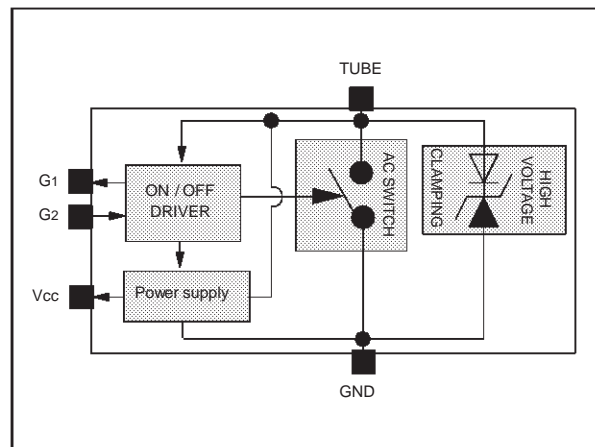 TUBE
G1
G2
ON / OFF
DRIVER
AC SWITCH
HIGH
VOLTAGE
CLAMPING
Vcc
Power supply
GND